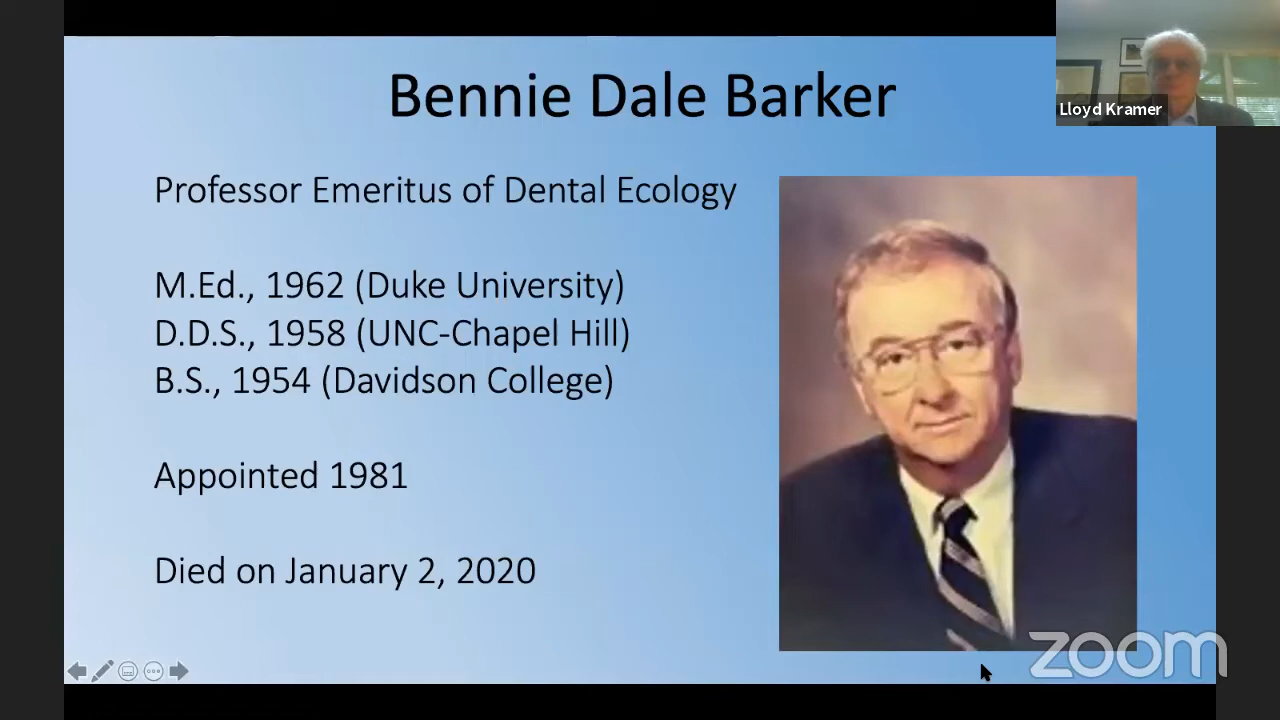 Bennie Dale Barker
Lloyd Kramer
Professor Emeritus of Dental Ecology
M.Ed., 1962 (Duke University)
D.D.S., 1958 (UNC-Chapel Hill)
B.S., 1954 (Davidson College)
Appointed 1981
Died on January 2, 2020
zoom